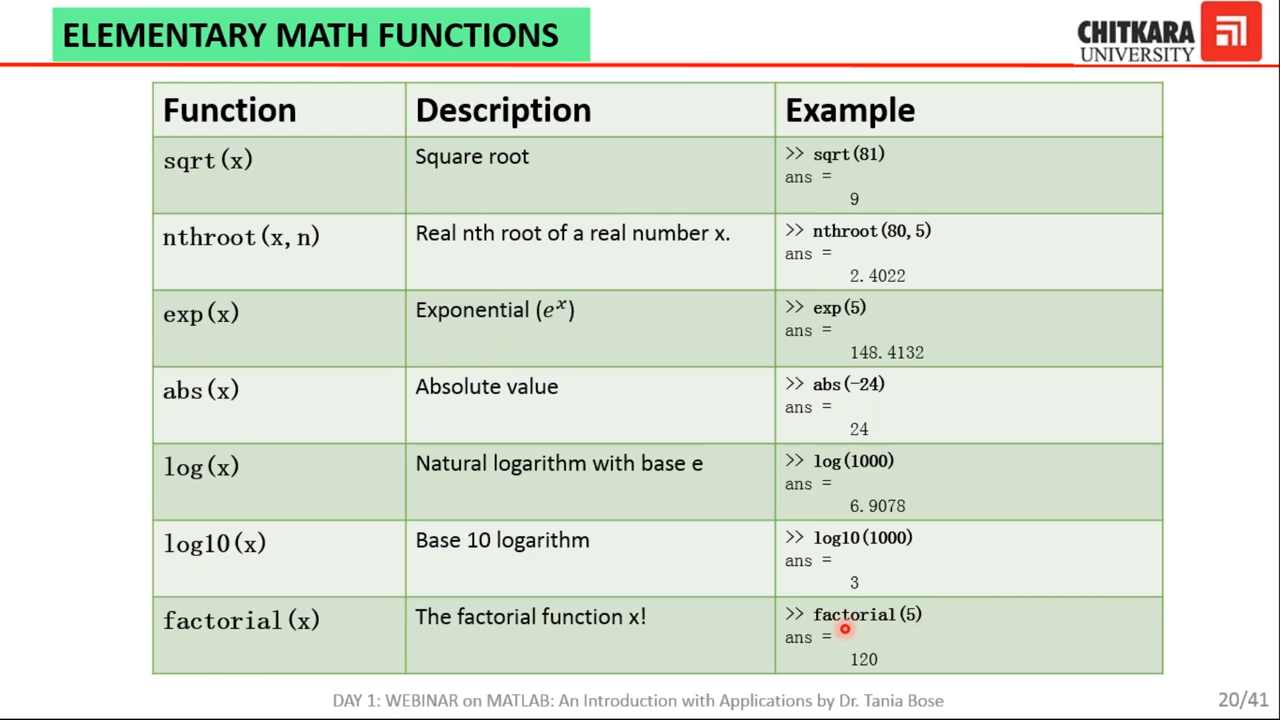 ELEMENTARY MATH FUNCTIONS
CHITKARA
UNIVERSITY
Function Description Example
sqrt(x) Square root >> sqrt(81)
ans =
9
nthroot(x,n) Real nth root of a real number x. >> nthroot(80,5)
ans =
2.4022
exp(x) Exponential (eˣ) >> exp(5)
ans =
148.4132
abs(x) Absolute value >> abs(-24)
ans =
24
log(x) Natural logarithm with base e >> log(1000)
ans =
6.9078
log10(x) Base 10 logarithm >> log10(1000)
ans =
3
factorial(x) The factorial function x! >> factorial(5)
ans =
120
DAY 1: WEBINAR on MATLAB: An Introduction with Applications by Dr. Tania Bose 20/41